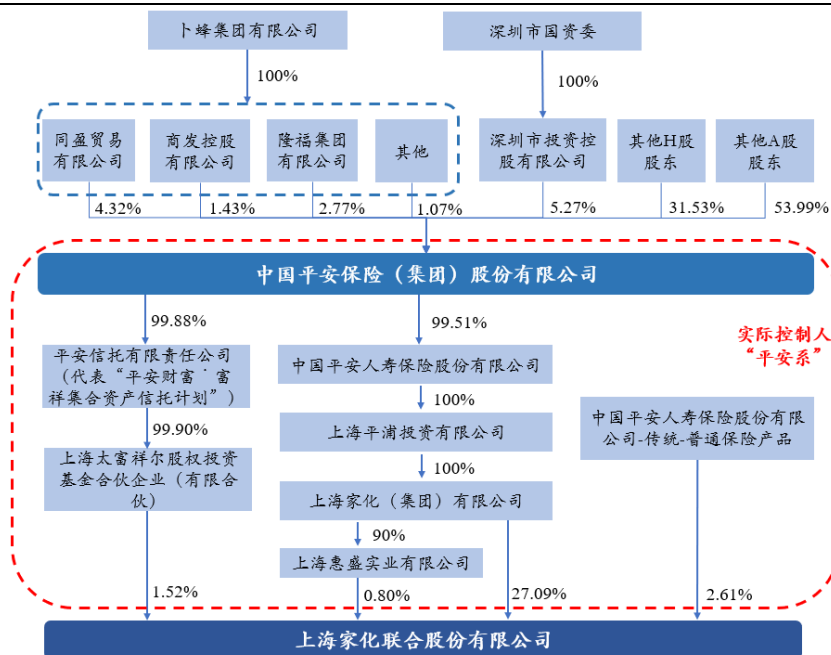 卜蜂集团有限公司
深圳市国资委
100%
100%
同盈贸易
有限公司
商发控股
有限公司
隆福集团
有限公司
其他
深圳市投资控
股有限公司
其他H股
股东
其他A股
股东
4.32%
1.43%
2.77%
1.07%
5.27%
31.53%
53.99%
中国平安保险（集团）股份有限公司
99.88%
99.51%
实际控制人
“平安系”
平安信托有限责任公司
（代表“平安财富˙富
祥集合资产信托计划”）
中国平安人寿保险股份有限公司
100%
99.90%
上海平浦投资有限公司
中国平安人寿保险股份有限
公司-传统-普通保险产品
上海太富祥尔股权投资
基金合伙企业（有限合
伙）
100%
上海家化（集团）有限公司
90%
上海惠盛实业有限公司
1.52%
0.80%
27.09%
2.61%
上海家化联合股份有限公司